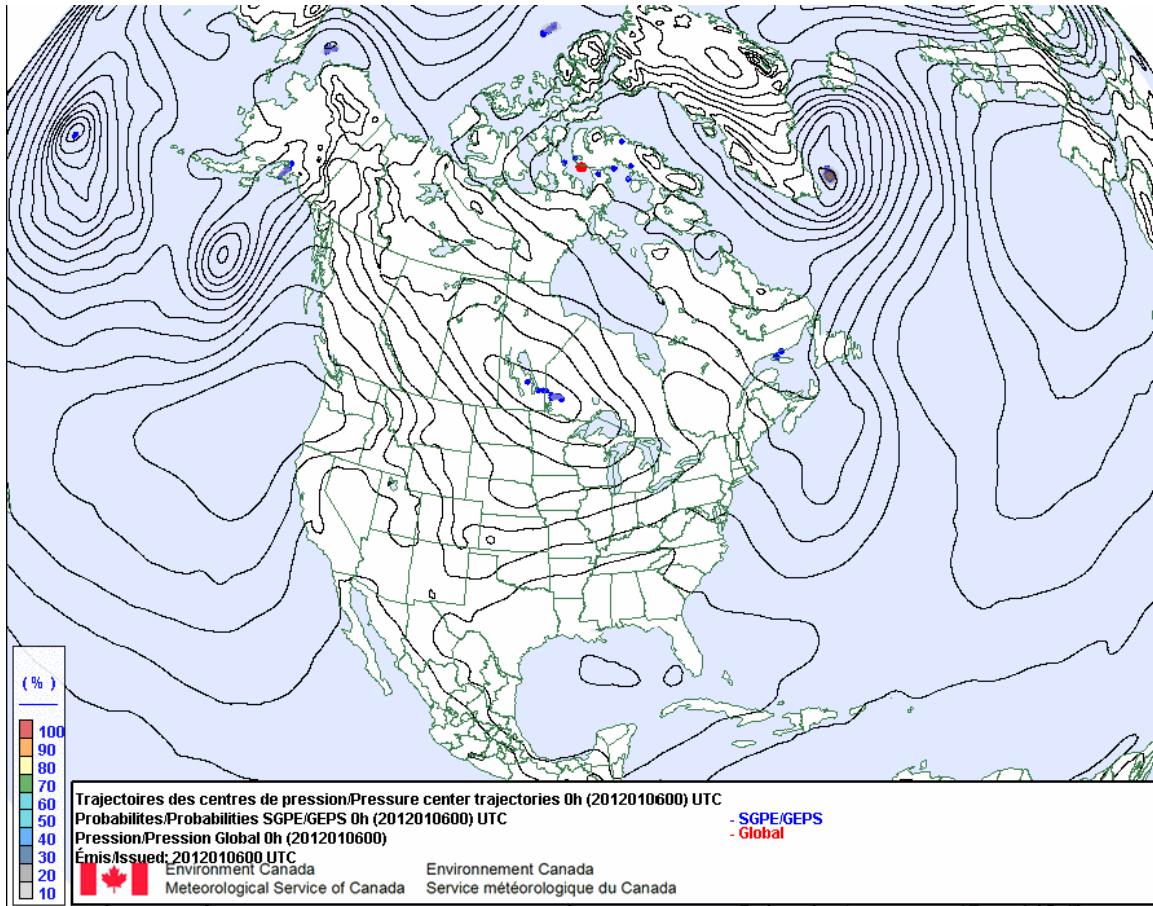 ( % )
100
90
80
70
60
50
40
30
20
10
Trajectoires des centres de pression/Pressure center trajectories 0h (2012010600) UTC
Probabilites/Probabilities SGPE/GEPS 0h (2012010600) UTC
- SGPE/GEPS
Pression/Pression Global 0h (2012010600)
- Global
Émis/Issued: 2012010600 UTC
Environment Canada
Environnement Canada
Meteorological Service of Canada
Service météorologique du Canada